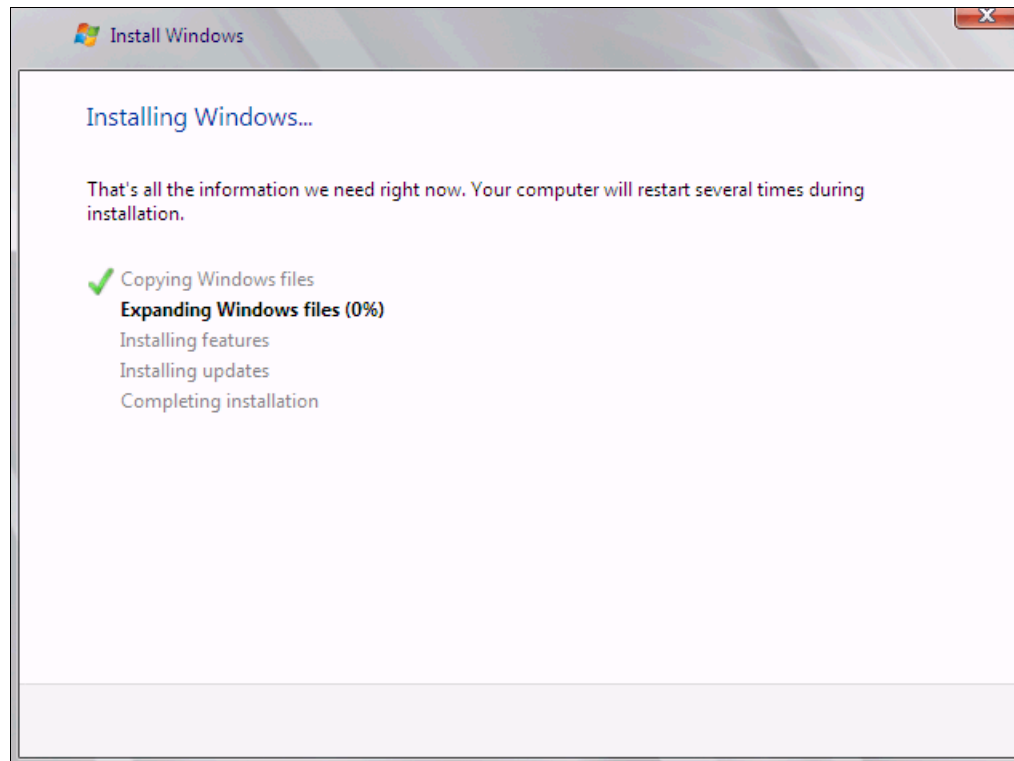 Install Windows
Installing Windows...
That's all the information we need right now. Your computer will restart several times during
installation.
Copying Windows files
Expanding Windows files (0%)
Installing features
Installing updates
Completing installation